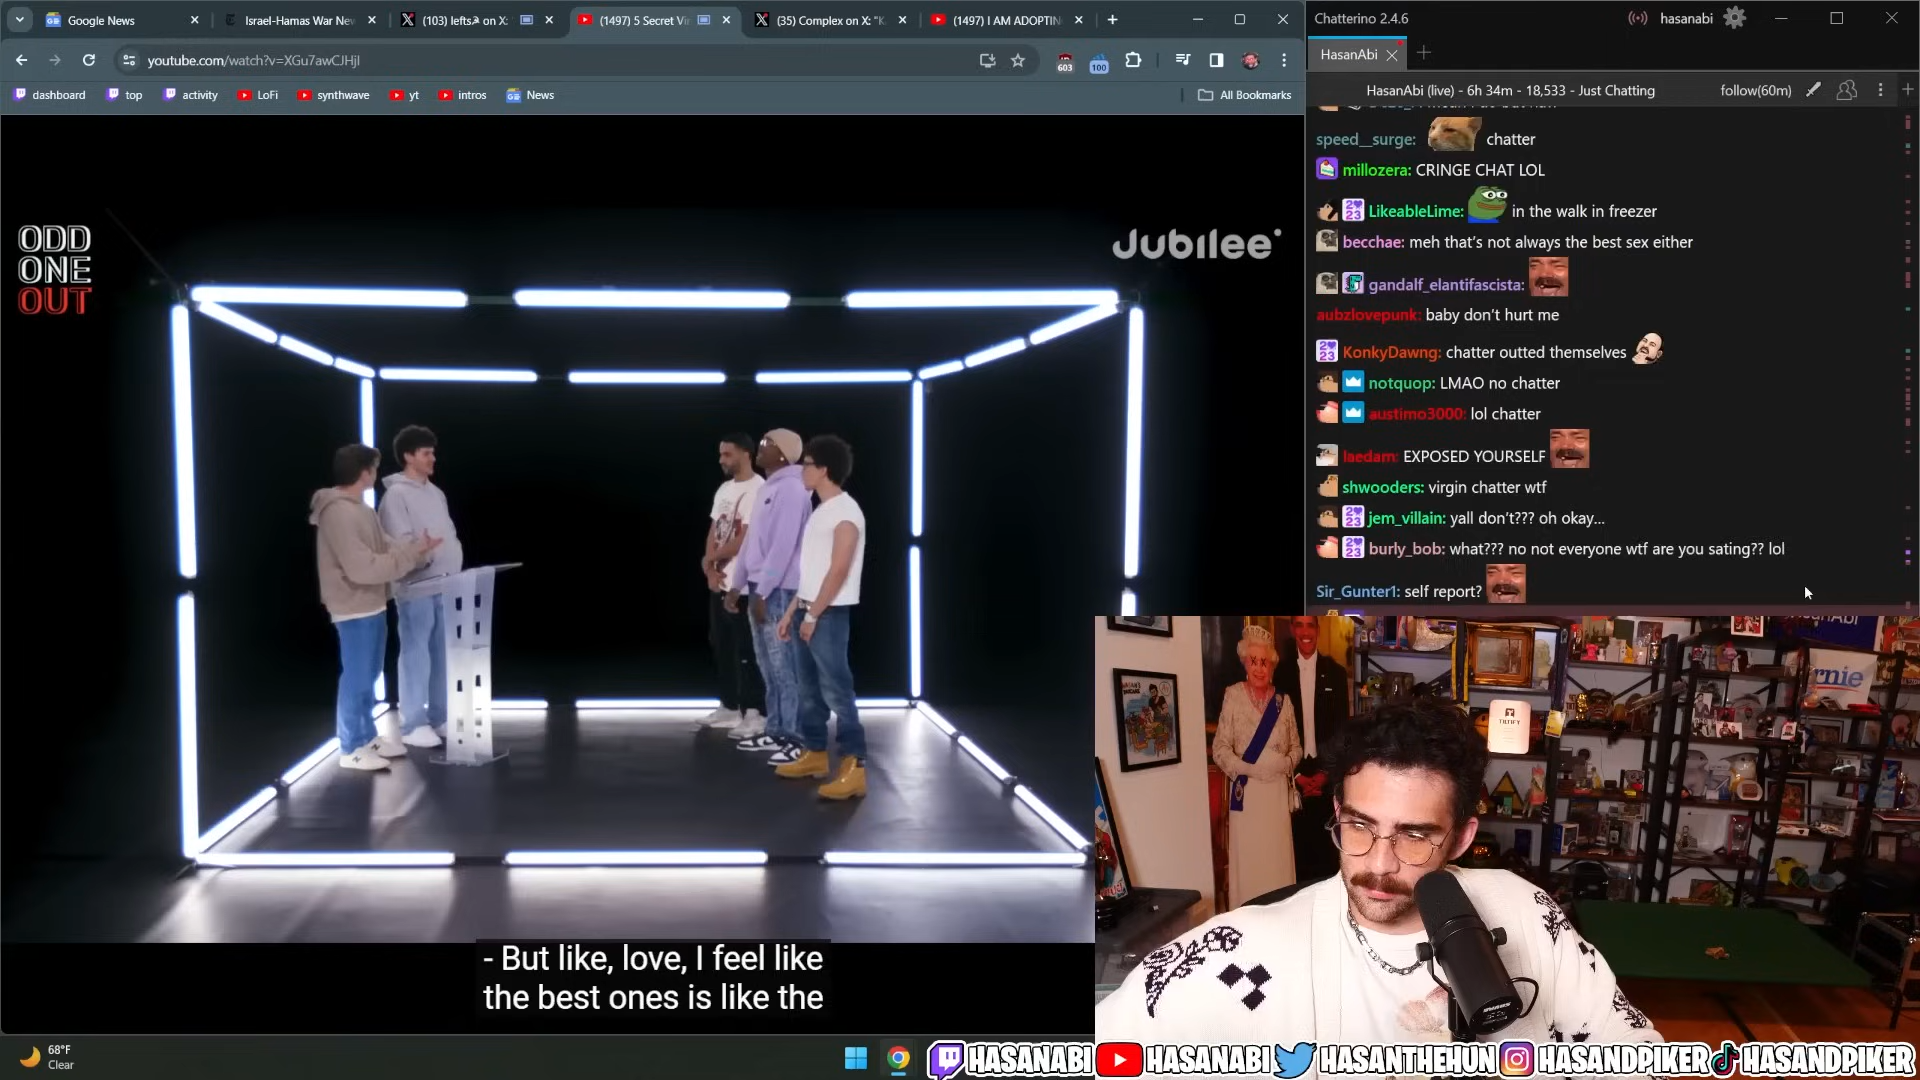 Google News
Israel-Hamas War Nev
(103) lefts on X:
(1497) 5 Secret Vi
(35) Complex on X: "K
(1497) I AM ADOPTIN
youtube.com/watch?v=XGu7awCJHjI
603
100
dashboard
top
activity
LoFi
synthwave
yt
intros
News
All Bookmarks
ODD
ONE
OUT
Jubilee
- But like, love, I feel like
the best ones is like the
Chatterino 2.4.6
hasanabi
HasanAbi
HasanAbi (live) - 6h 34m - 18,533 - Just Chatting
follow(60m)
speed__surge: chatter
millozera: CRINGE CHAT LOL
LikeableLime: in the walk in freezer
becchae: meh that's not always the best sex either
gandalf_elantifascista:
aubzlovepunk: baby don't hurt me
KonkyDawng: chatter outted themselves
notquop: LMAO no chatter
austimo3000: lol chatter
laedam: EXPOSED YOURSELF
shwooders: virgin chatter wtf
jem_villain: yall don't??? oh okay...
burly_bob: what??? no not everyone wtf are you sating?? lol
Sir_Gunter1: self report?
TILTIFY
rnie
68°F
Clear
HASANABI
HASANABI
HASANTHEHUN
HASANDPIKER
HASANDPIKER